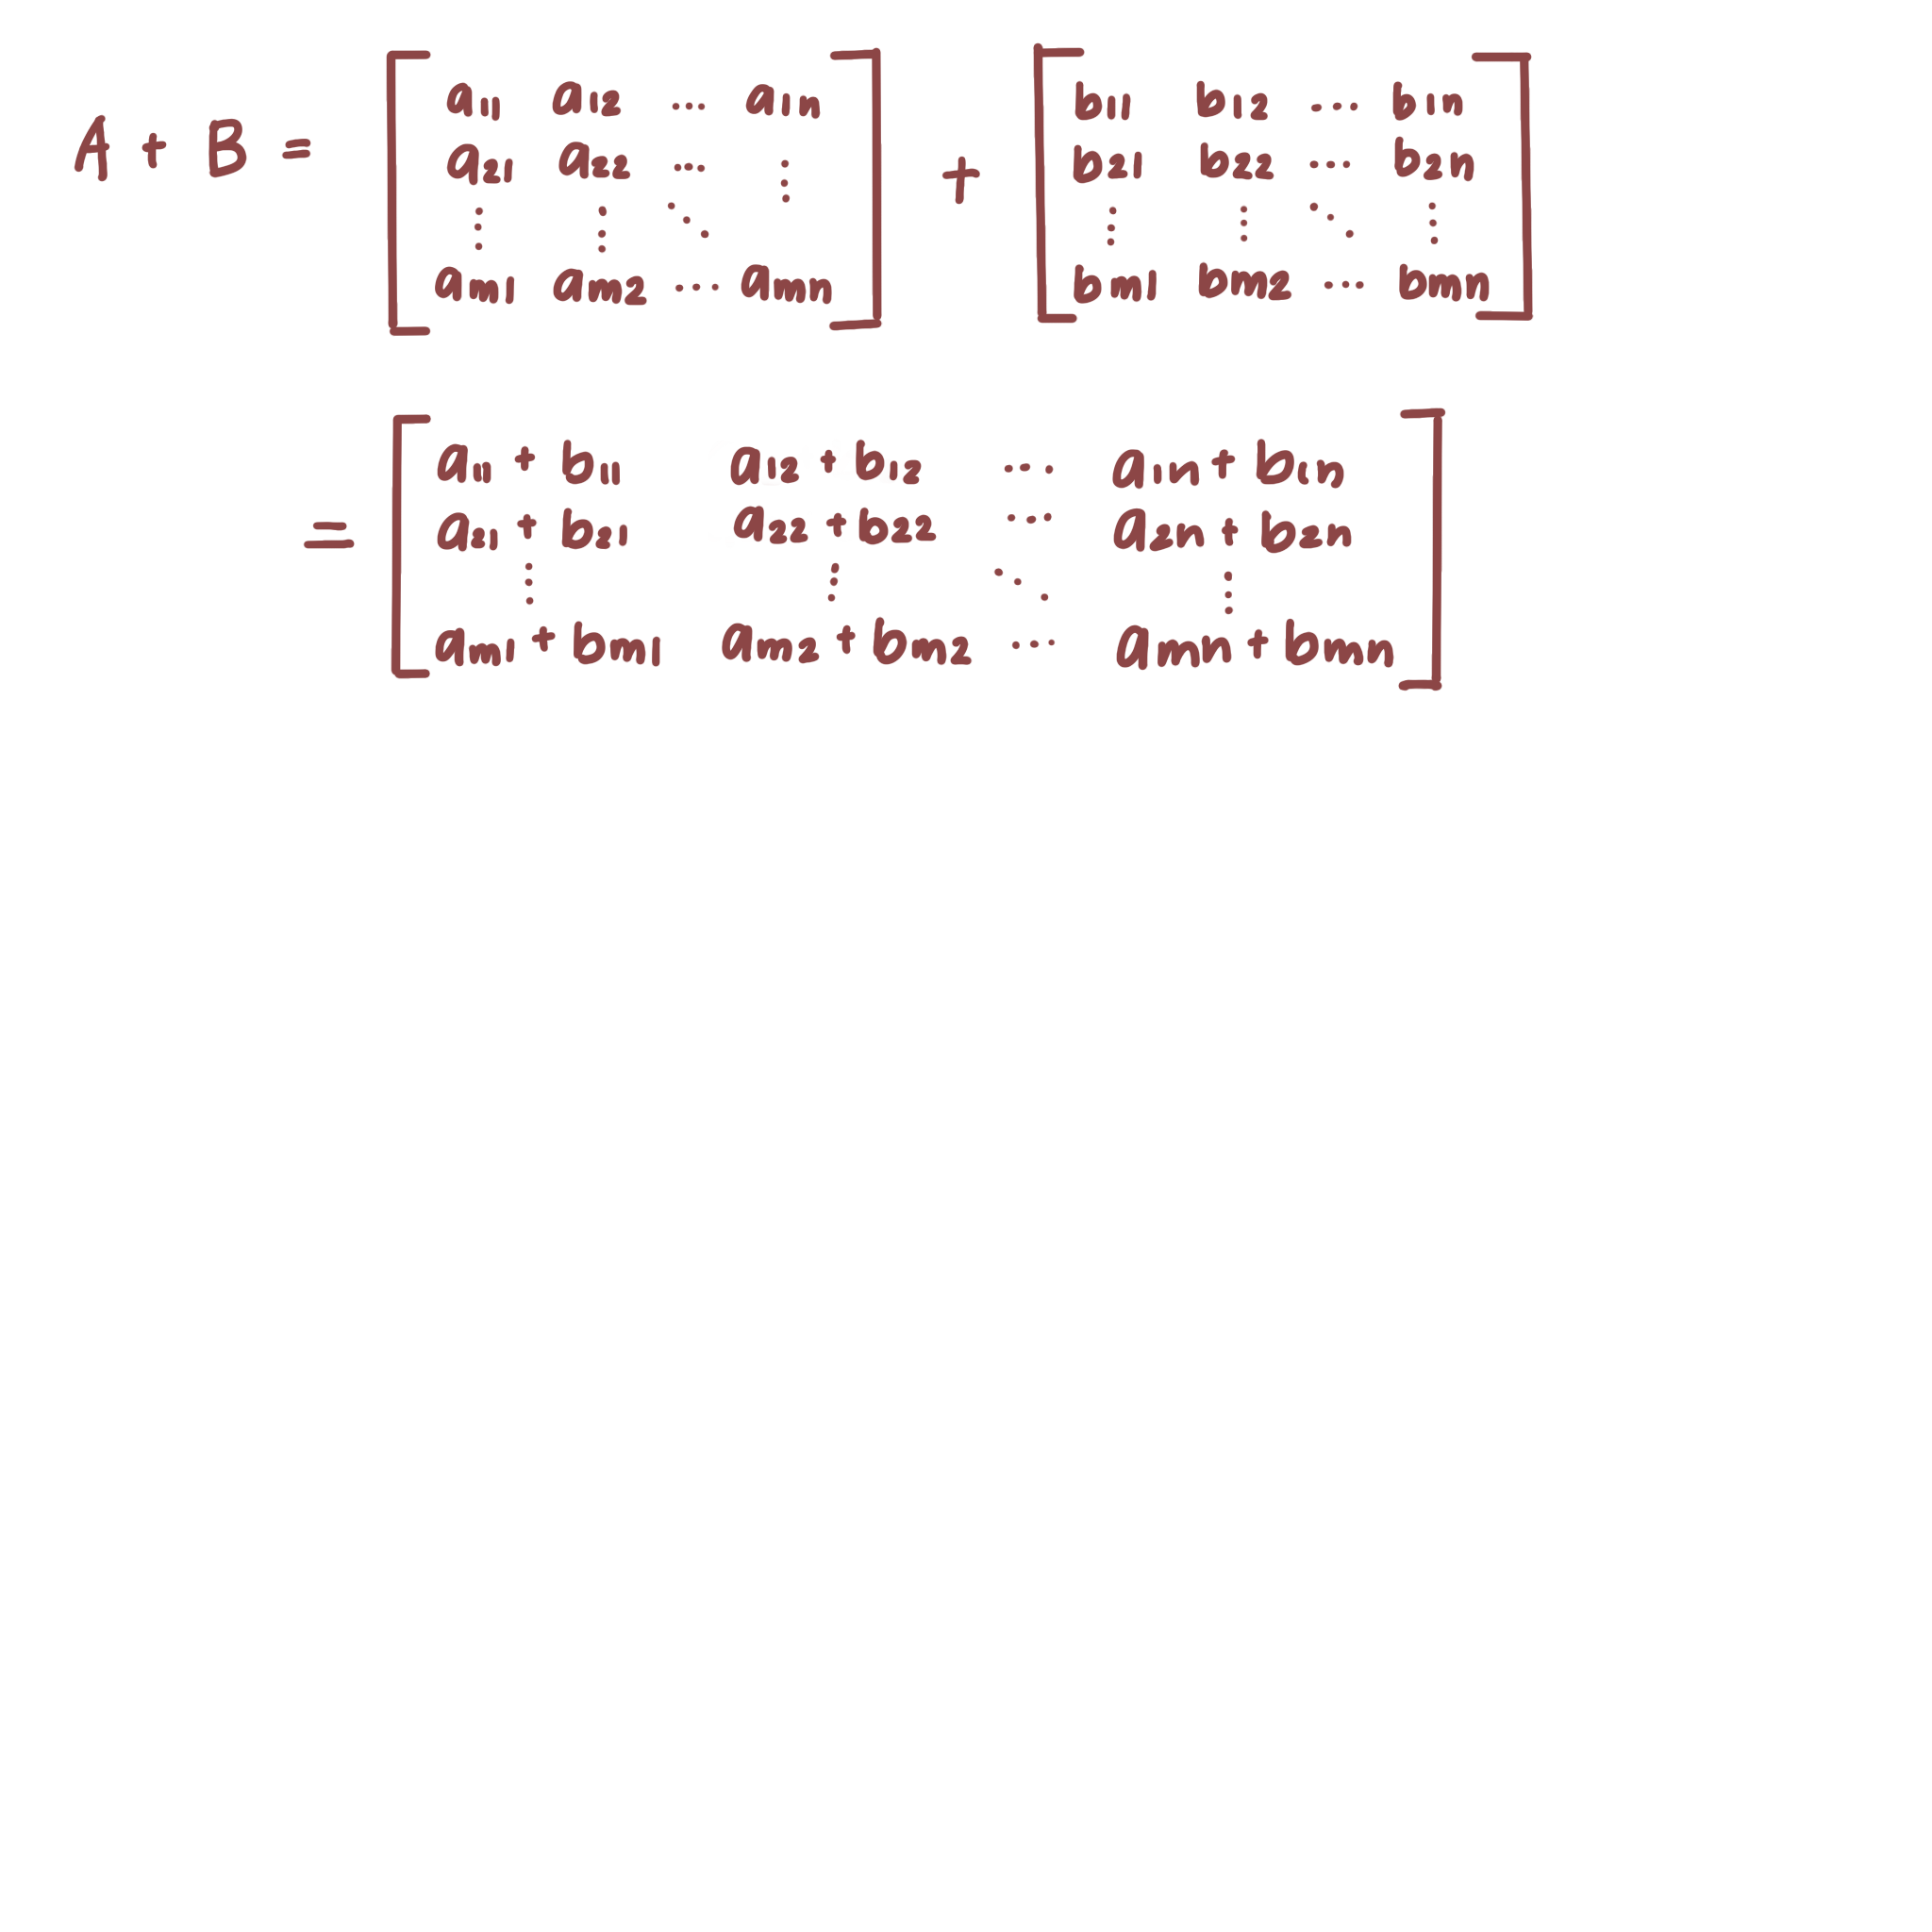 A + B = [ a11 a12 ... a1n ] + [ b11 b12 ... b1n ]
a21 a22 ... ⋮ b21 b22 ... b2n
⋮ ⋮ ⋱ ⋮ ⋮ ⋱ ⋮
am1 am2 ... amn bm1 bm2 ... bmn
= [ a11 + b11 a12 + b12 ... a1n + b1n ]
a21 + b21 a22 + b22 ... a2n + b2n
⋮ ⋮ ⋱ ⋮
am1 + bm1 am2 + bm2 ... amn + bmn